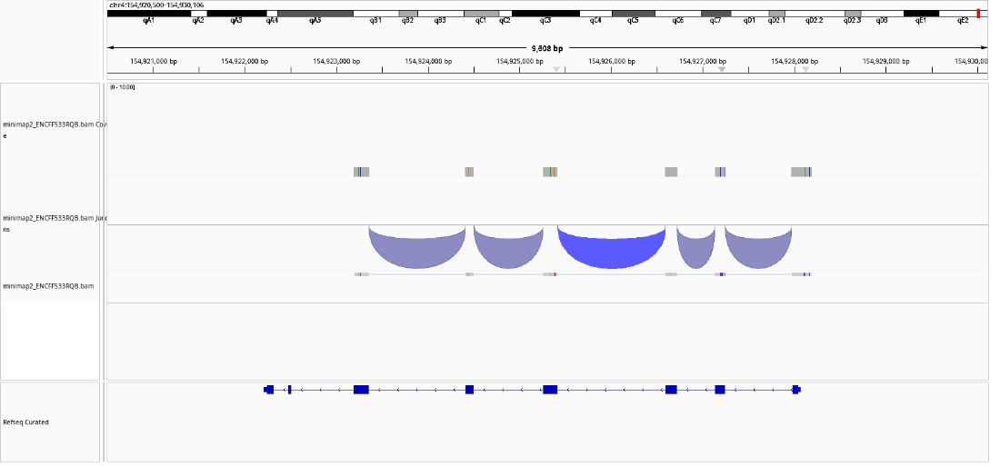 chr4:154,920,500-154,930,106
qA1 qA2 qA3 qA4 qA5 qB1 qB2 qB3 qC1 qC2 qC3 qC4 qC5 qC6 qC7 qD1 qD2.1 qD2.2 qD2.3 qD3 qE1 qE2
9,608 bp
154,921,000 bp 154,922,000 bp 154,923,000 bp 154,924,000 bp 154,925,000 bp 154,926,000 bp 154,927,000 bp 154,928,000 bp 154,929,000 bp 154,930,00
[0 - 10.00]
minimap2_ENCFF533RQB.bam Cov
e
minimap2_ENCFF533RQB.bam Junc
ns
minimap2_ENCFF533RQB.bam
Refseq Curated